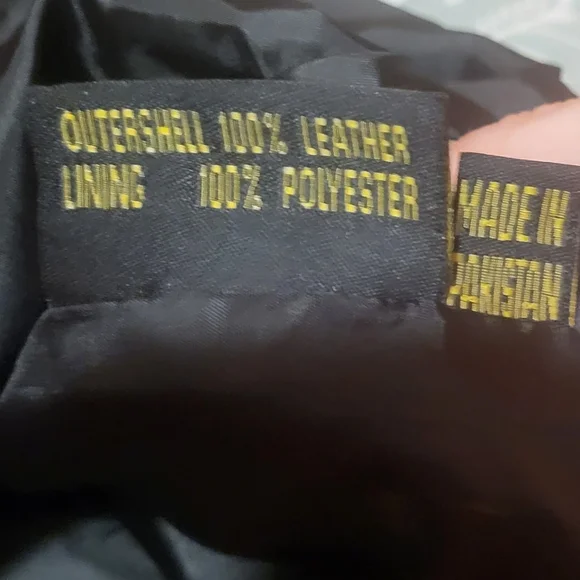 OUTERSHELL 100% LEATHER
LINING 100% POLYESTER
MADE IN
PAKISTAN